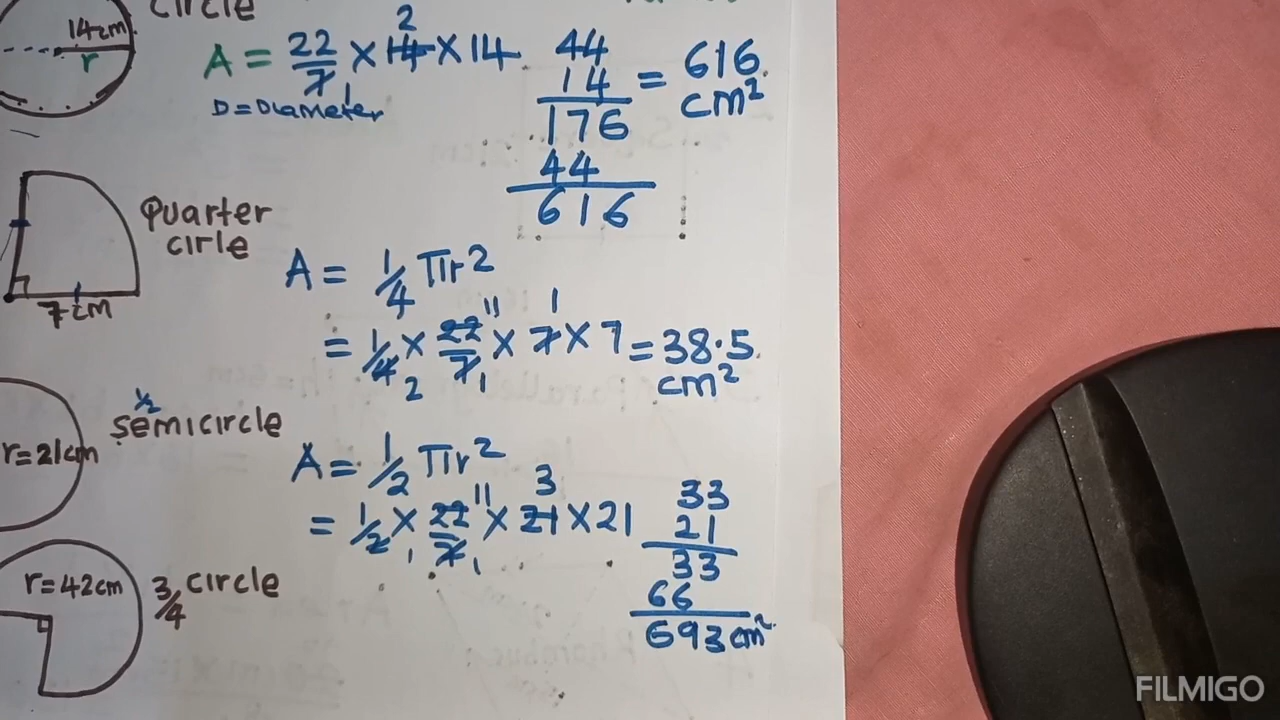 circle
14cm
r
A = 22/7 × 14 × 14
2
1
D = Diameter
44
14
176
44
616
= 616
cm²
Quarter
cirle
7cm
A = 1/4 πr²
= 1/4 × 22/7 × 7 × 7 = 38.5
cm²
11
1
2
1
1/2
semicircle
r=21cm
A = 1/2 πr²
= 1/2 × 22/7 × 21 × 21
11
3
1
1
33
21
33
66
693cm²
r=42cm
3/4 circle
FILMIGO